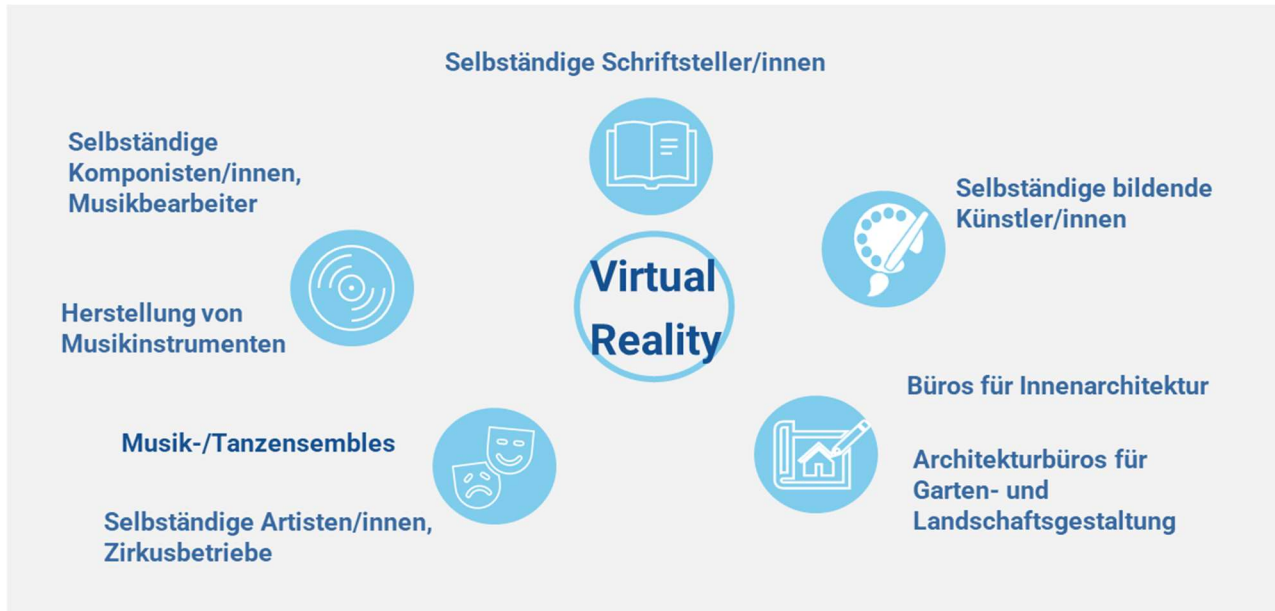 Selbständige Schriftsteller/innen
Selbständige
Komponisten/innen,
Musikbearbeiter
Selbständige bildende
Künstler/innen
Virtual
Reality
Herstellung von
Musikinstrumenten
Büros für Innenarchitektur
Musik-/Tanzensembles
Architekturbüros für
Garten- und
Landschaftsgestaltung
Selbständige Artisten/innen,
Zirkusbetriebe